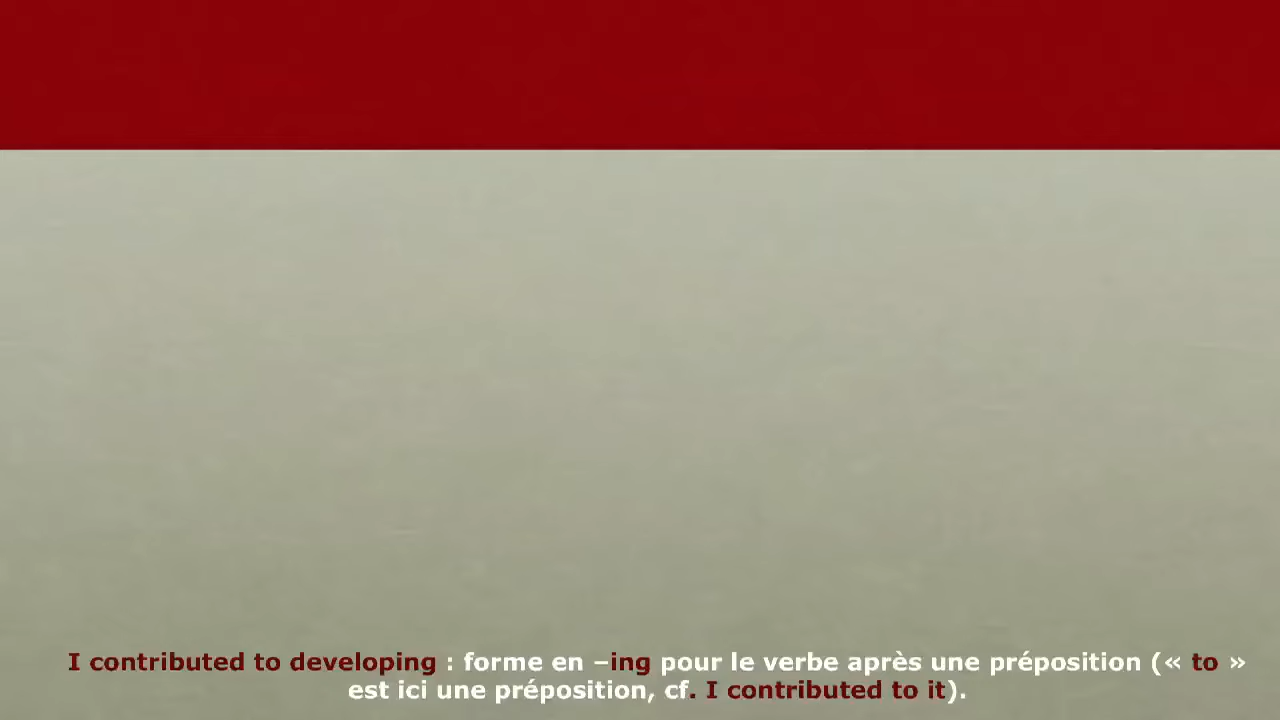 I contributed to developing : forme en –ing pour le verbe après une préposition (« to »
est ici une préposition, cf. I contributed to it).